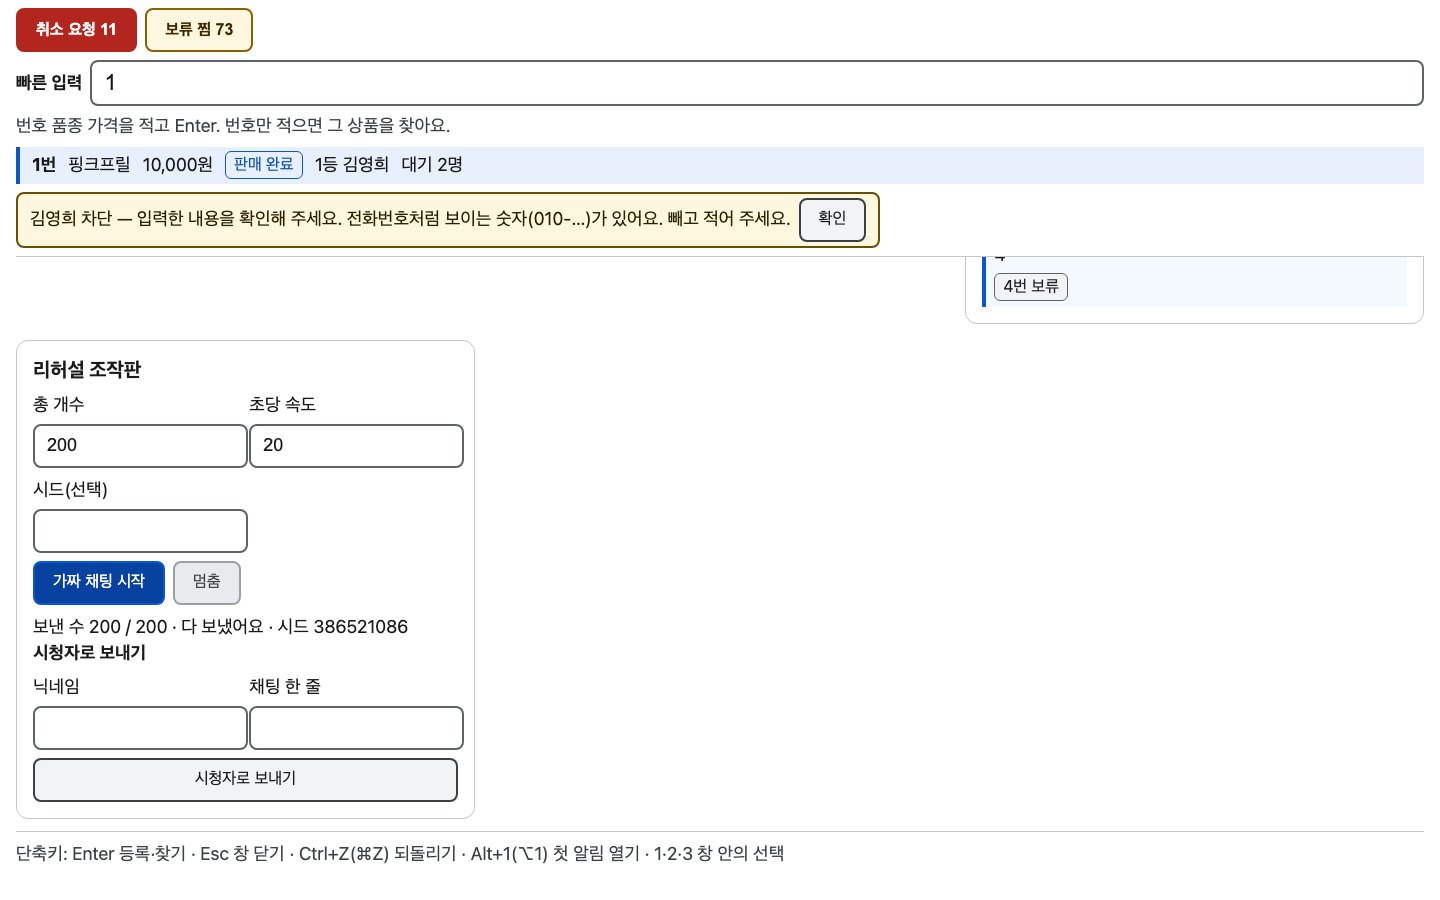 취소 요청 11 보류 찜 73
빠른 입력 1
번호 품종 가격을 적고 Enter. 번호만 적으면 그 상품을 찾아요.
1번 핑크프릴 10,000원 판매 완료 1등 김영희 대기 2명
김영희 차단 — 입력한 내용을 확인해 주세요. 전화번호처럼 보이는 숫자(010-...)가 있어요. 빼고 적어 주세요. 확인
4번 보류
리허설 조작판
총 개수 초당 속도
200 20
시드(선택)
가짜 채팅 시작 멈춤
보낸 수 200 / 200 · 다 보냈어요 · 시드 386521086
시청자로 보내기
닉네임 채팅 한 줄
시청자로 보내기
단축키: Enter 등록·찾기 · Esc 창 닫기 · Ctrl+Z(⌘Z) 되돌리기 · Alt+1(⌥1) 첫 알림 열기 · 1·2·3 창 안의 선택